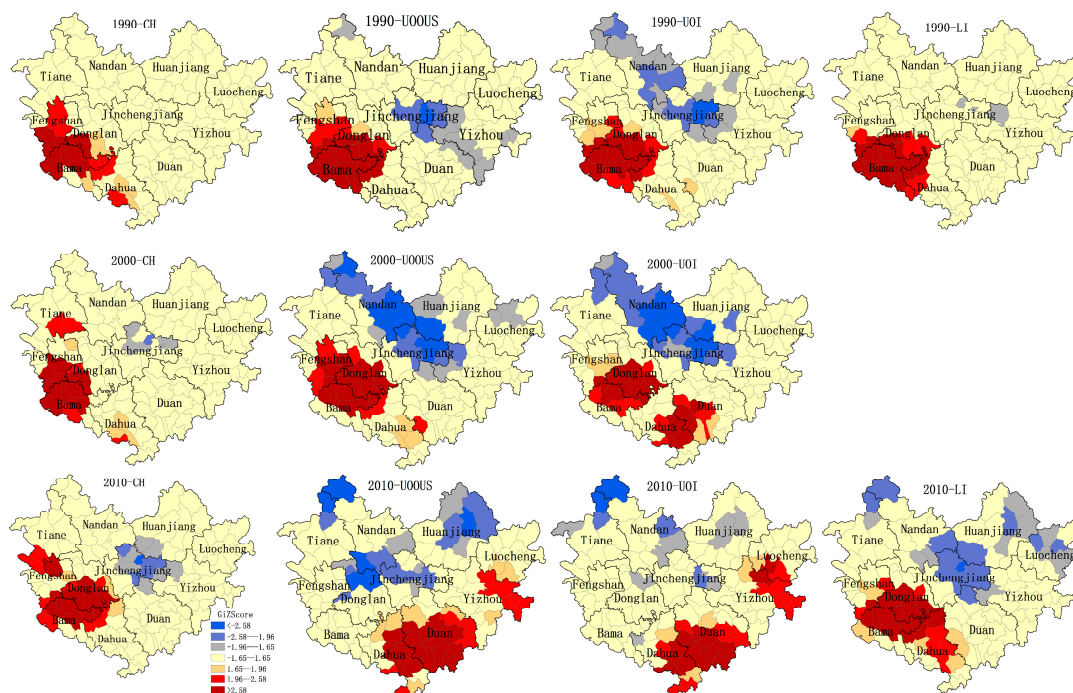 1990-CH
Tiane
Nandan
Huanjiang
Luocheng
Fengshan
Jinchengjiang
Donglan
Yizhou
Bama
Duan
Dahua
1990-UOOUS
Tiane
Nandan
Huanjiang
Luocheng
Fengshan
Jinchengjiang
Donglan
Yizhou
Bama
Duan
Dahua
1990-UOI
Tiane
Nandan
Huanjiang
Luocheng
Fengshan
Jinchengjiang
Donglan
Yizhou
Bama
Duan
Dahua
1990-LI
Tiane
Nandan
Huanjiang
Luocheng
Fengshan
Jinchengjiang
Donglan
Yizhou
Bama
Duan
Dahua
2000-CH
Tiane
Nandan
Huanjiang
Luocheng
Fengshan
Jinchengjiang
Donglan
Yizhou
Bama
Duan
Dahua
2000-UOOUS
Tiane
Nandan
Huanjiang
Luocheng
Fengshan
Jinchengjiang
Donglan
Yizhou
Bama
Duan
Dahua
2000-UOI
Tiane
Nandan
Huanjiang
Luocheng
Fengshan
Jinchengjiang
Donglan
Yizhou
Bama
Duan
Dahua
2010-CH
Tiane
Nandan
Huanjiang
Luocheng
Fengshan
Jinchengjiang
Donglan
Yizhou
Bama
Duan
Dahua
GiZScore
<-2.58
-2.58--1.96
-1.96--1.65
-1.65-1.65
1.65-1.96
1.96-2.58
>2.58
2010-UOOUS
Tiane
Nandan
Huanjiang
Luocheng
Fengshan
Jinchengjiang
Donglan
Yizhou
Bama
Duan
Dahua
2010-UOI
Tiane
Nandan
Huanjiang
Luocheng
Fengshan
Jinchengjiang
Donglan
Yizhou
Bama
Duan
Dahua
2010-LI
Tiane
Nandan
Huanjiang
Luocheng
Fengshan
Jinchengjiang
Donglan
Yizhou
Bama
Duan
Dahua